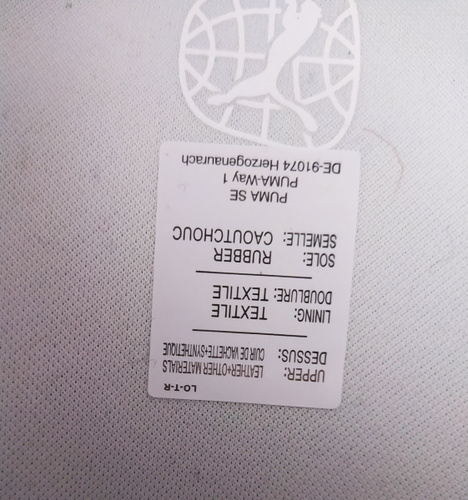 LO-T-R
UPPER: LEATHER+OTHER MATERIALS
DESSUS: CUIR DE VACHETTE+SYNTHETIQUE
LINING: TEXTILE
DOUBLURE: TEXTILE
SOLE: RUBBER
SEMELLE: CAOUTCHOUC
PUMA SE
PUMA-Way 1
DE-91074 Herzogenaurach